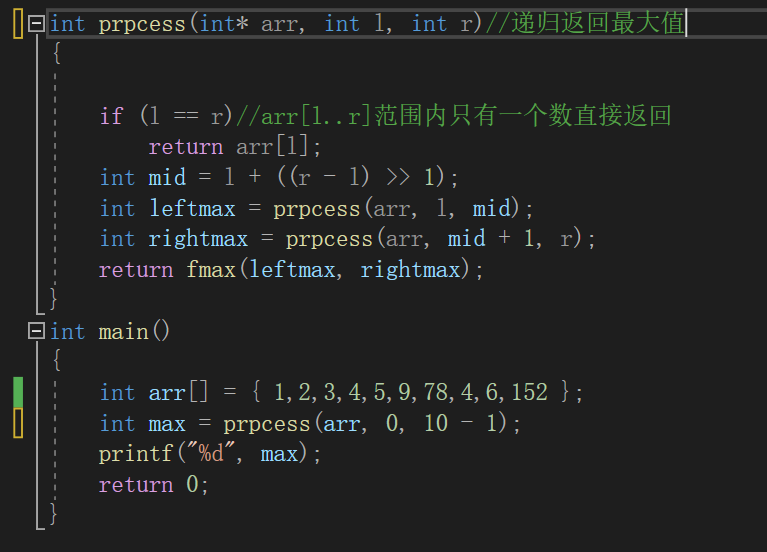 int prpcess(int* arr, int l, int r)//递归返回最大值
{
if (l == r)//arr[l..r]范围内只有一个数直接返回
return arr[l];
int mid = l + ((r - l) >> 1);
int leftmax = prpcess(arr, l, mid);
int rightmax = prpcess(arr, mid + 1, r);
return fmax(leftmax, rightmax);
}
int main()
{
int arr[] = { 1,2,3,4,5,9,78,4,6,152 };
int max = prpcess(arr, 0, 10 - 1);
printf("%d", max);
return 0;
}